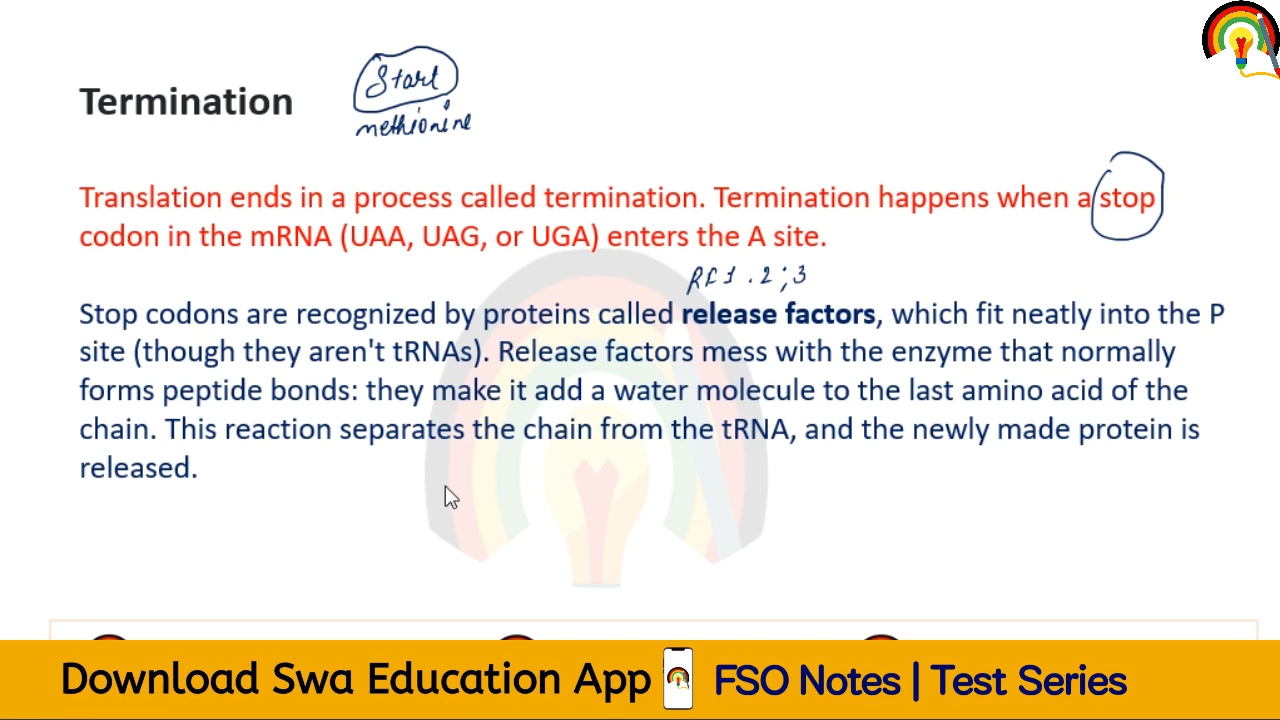 Start
Termination
methionine
Translation ends in a process called termination. Termination happens when a stop
codon in the mRNA (UAA, UAG, or UGA) enters the A site.
RF1.2;3
Stop codons are recognized by proteins called release factors, which fit neatly into the P
site (though they aren't tRNAs). Release factors mess with the enzyme that normally
forms peptide bonds: they make it add a water molecule to the last amino acid of the
chain. This reaction separates the chain from the tRNA, and the newly made protein is
released.
Download Swa Education App FSO Notes | Test Series